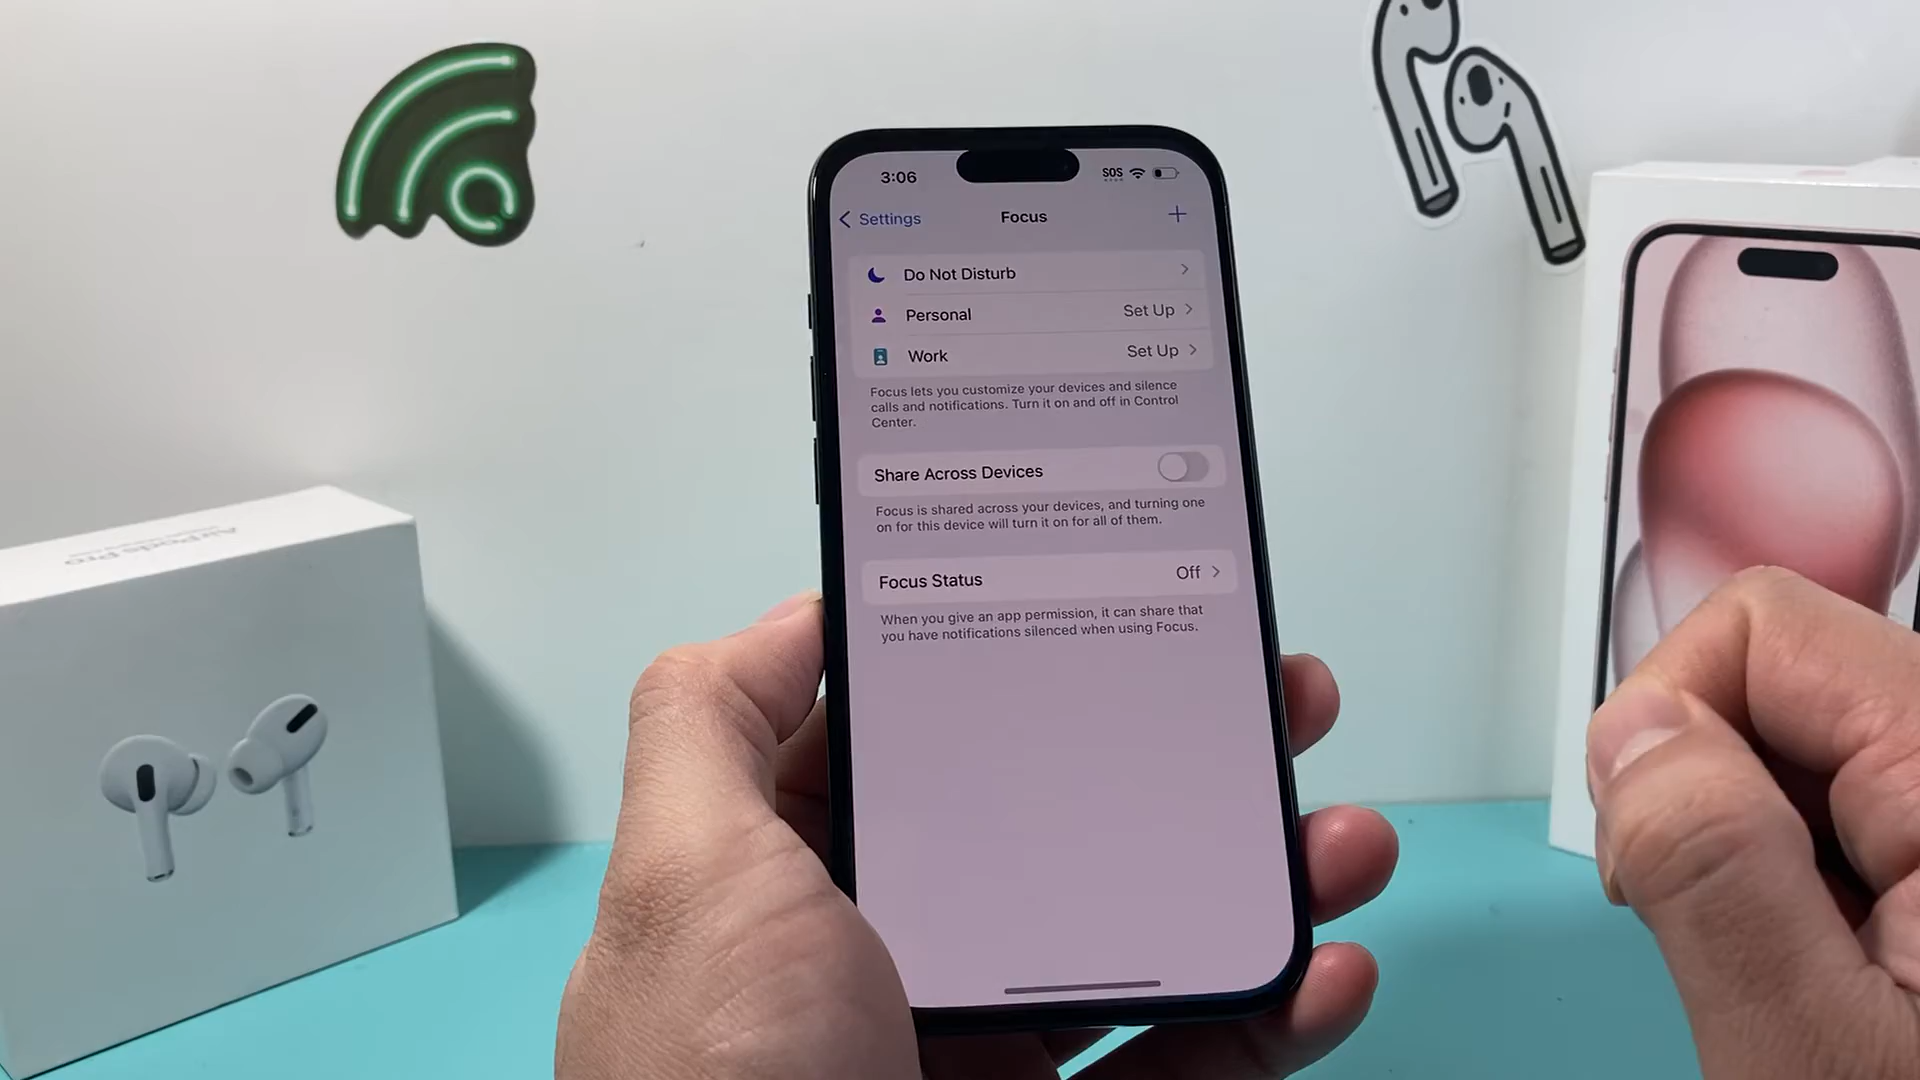 3:06
SOS
Settings
Focus
Do Not Disturb
Personal
Set Up
Work
Set Up
Focus lets you customize your devices and silence
calls and notifications. Turn it on and off in Control
Center.
Share Across Devices
Focus is shared across your devices, and turning one
on for this device will turn it on for all of them.
Focus Status
Off
When you give an app permission, it can share that
you have notifications silenced when using Focus.
AirPods Pro